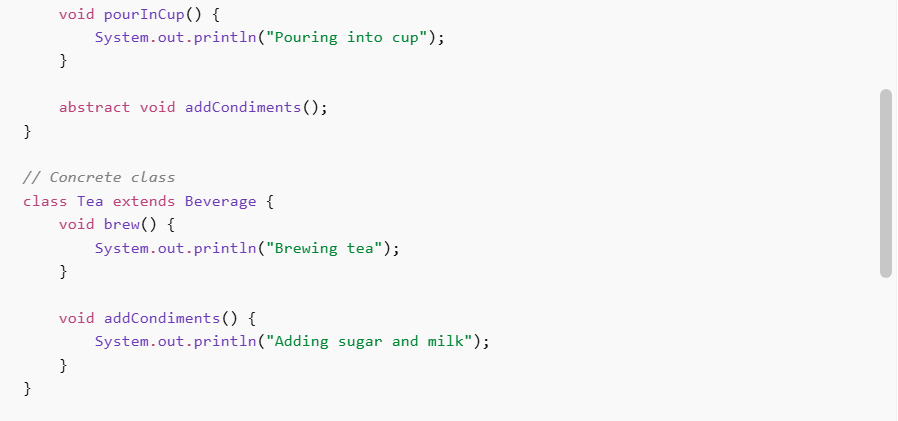 void pourInCup() {
        System.out.println("Pouring into cup");
    }

    abstract void addCondiments();
}

// Concrete class
class Tea extends Beverage {
    void brew() {
        System.out.println("Brewing tea");
    }

    void addCondiments() {
        System.out.println("Adding sugar and milk");
    }
}